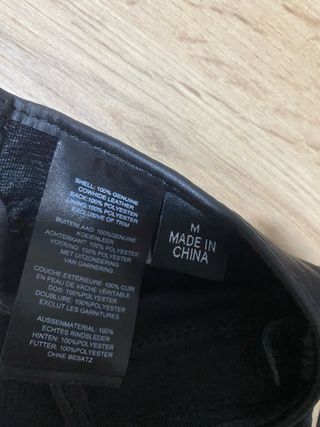 SHELL: 100% GENUINE
COWHIDE LEATHER
BACK:100% POLYESTER
LINING:100% POLYESTER
EXCLUSIVE OF TRIM
BUITENLAAG: 100%GENUINE
KOEIENLEER
ACHTERKANT: 100% POLYESTER
VOERING: 100% POLYESTER
MET UITZONDERING
VAN GARNERING
COUCHE EXTÉRIEURE :100% CUIR
EN PEAU DE VACHE VÉRITABLE
DOS: 100%POLYESTER
DOUBLURE: 100%POLYESTER
EXCLUT LES GARNITURES
AUSSENMATERIAL: 100%
ECHTES RINDSLEDER
HINTEN: 100%POLYESTER
FUTTER: 100%POLYESTER
OHNE BESATZ
M
MADE IN
CHINA